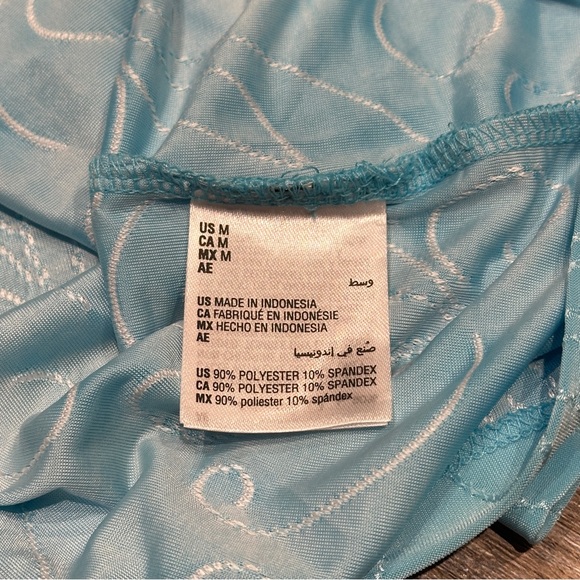 US M
CA M
MX M
AE
وسط
US MADE IN INDONESIA
CA FABRIQUÉ EN INDONÉSIE
MX HECHO EN INDONESIA
AE
صُنع في إندونيسيا
US 90% POLYESTER 10% SPANDEX
CA 90% POLYESTER 10% SPANDEX
MX 90% poliester 10% spándex